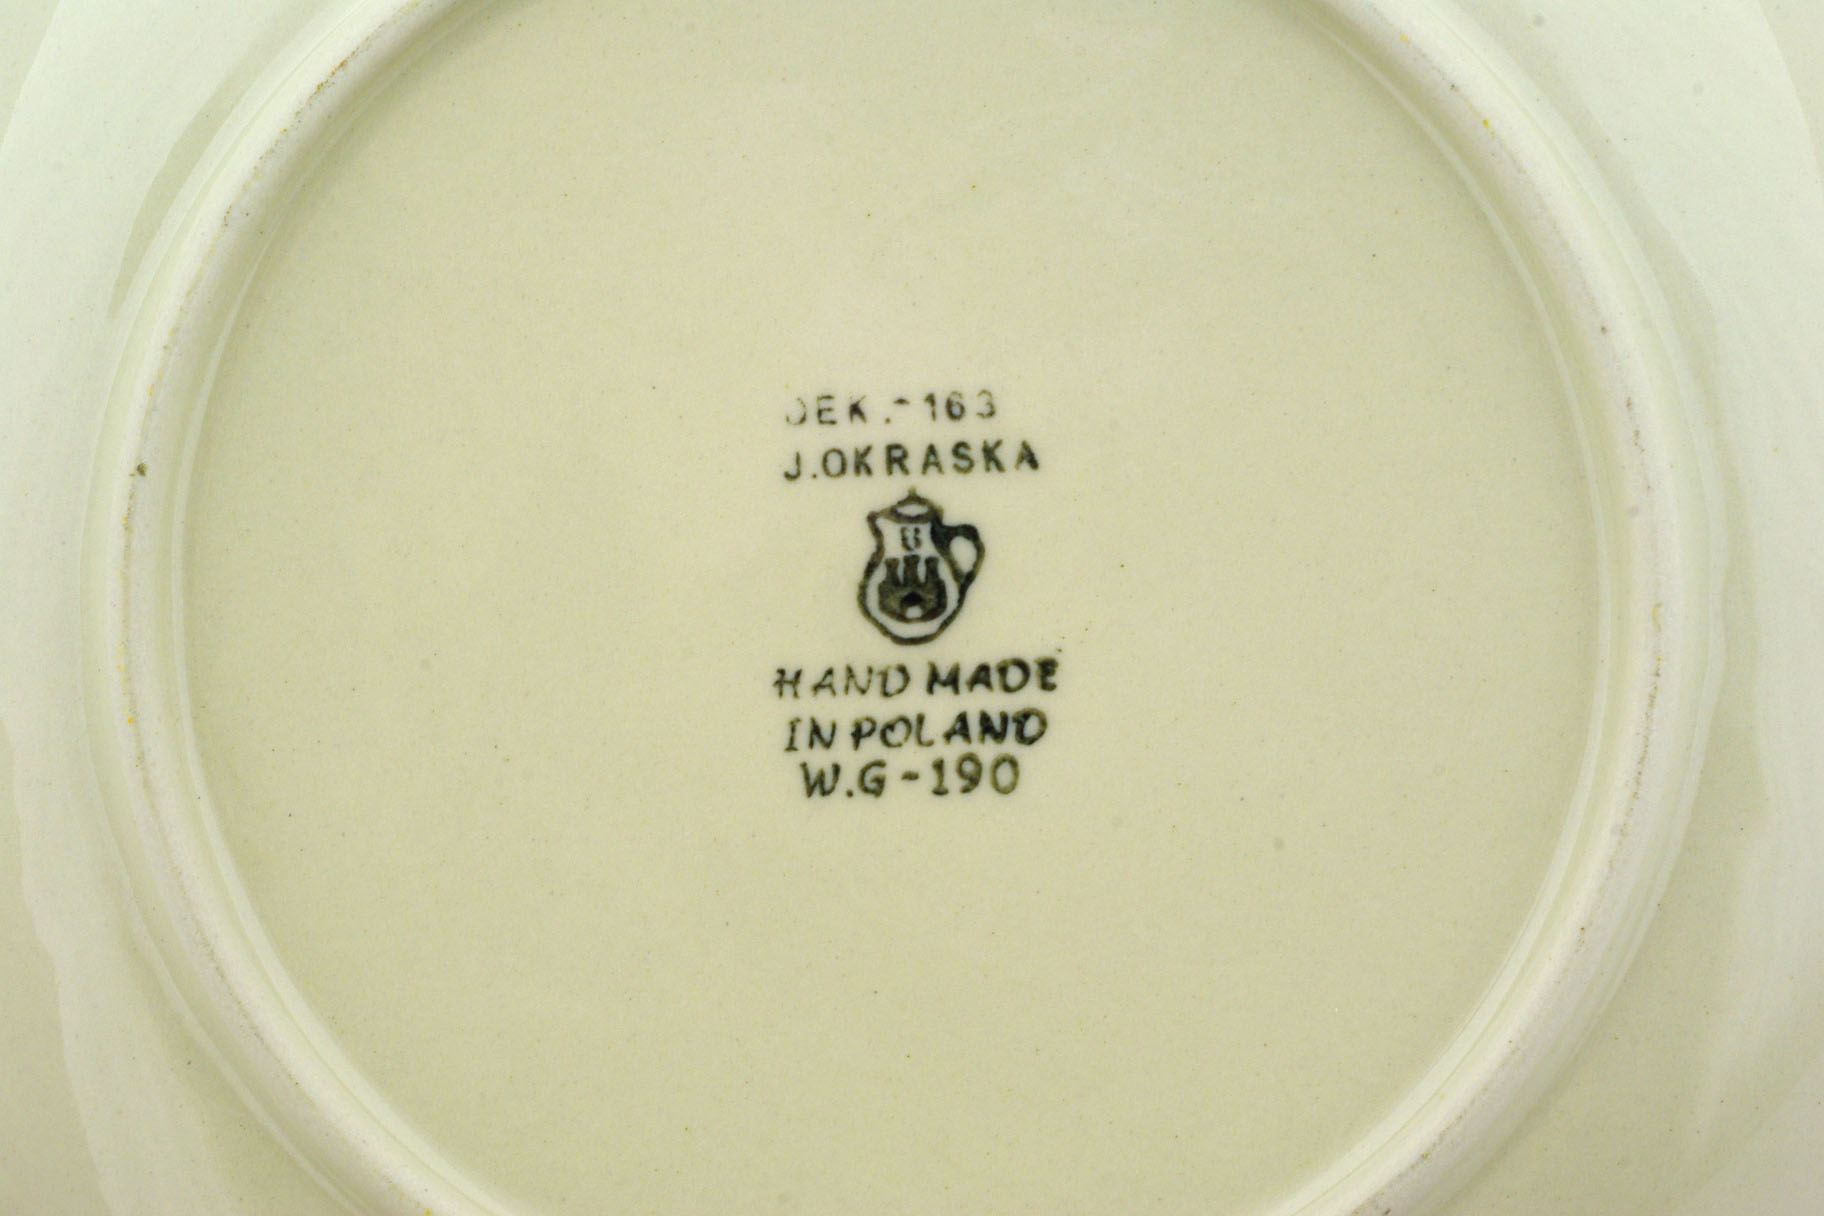 DEK.-163
J.OKRASKA
B
HAND MADE
IN POLAND
W.G-190